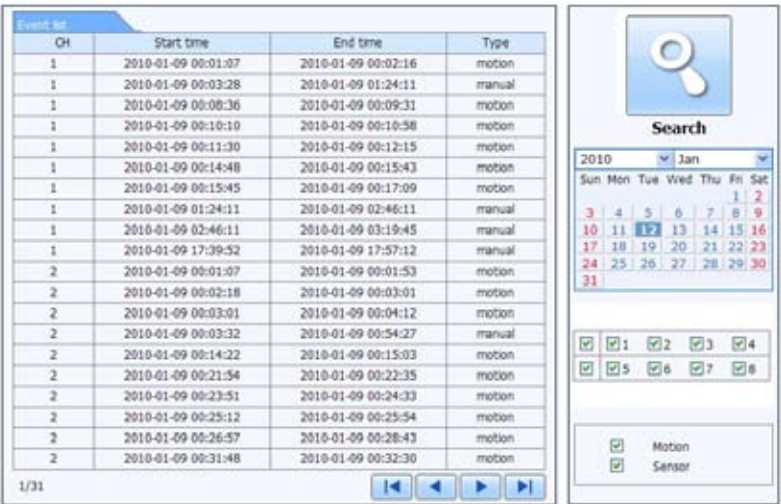 Event list
CH Start time End time Type
1 2010-01-09 00:01:07 2010-01-09 00:02:16 motion
1 2010-01-09 00:03:28 2010-01-09 01:24:11 manual
1 2010-01-09 00:08:36 2010-01-09 00:09:31 motion
1 2010-01-09 00:10:10 2010-01-09 00:10:58 motion
1 2010-01-09 00:11:30 2010-01-09 00:12:15 motion
1 2010-01-09 00:14:48 2010-01-09 00:15:43 motion
1 2010-01-09 00:15:45 2010-01-09 00:17:09 motion
1 2010-01-09 01:24:11 2010-01-09 02:46:11 manual
1 2010-01-09 02:46:11 2010-01-09 03:19:45 manual
1 2010-01-09 17:39:52 2010-01-09 17:57:12 manual
2 2010-01-09 00:01:07 2010-01-09 00:01:53 motion
2 2010-01-09 00:02:18 2010-01-09 00:03:01 motion
2 2010-01-09 00:03:01 2010-01-09 00:04:12 motion
2 2010-01-09 00:03:32 2010-01-09 00:54:27 manual
2 2010-01-09 00:14:22 2010-01-09 00:15:03 motion
2 2010-01-09 00:21:54 2010-01-09 00:22:35 motion
2 2010-01-09 00:23:51 2010-01-09 00:24:33 motion
2 2010-01-09 00:25:12 2010-01-09 00:25:54 motion
2 2010-01-09 00:26:57 2010-01-09 00:28:43 motion
2 2010-01-09 00:31:48 2010-01-09 00:32:30 motion
1/31
Search
2010 Jan
Sun Mon Tue Wed Thu Fri Sat
1 2
3 4 5 6 7 8 9
10 11 12 13 14 15 16
17 18 19 20 21 22 23
24 25 26 27 28 29 30
31
1 2 3 4
5 6 7 8
Motion
Sensor